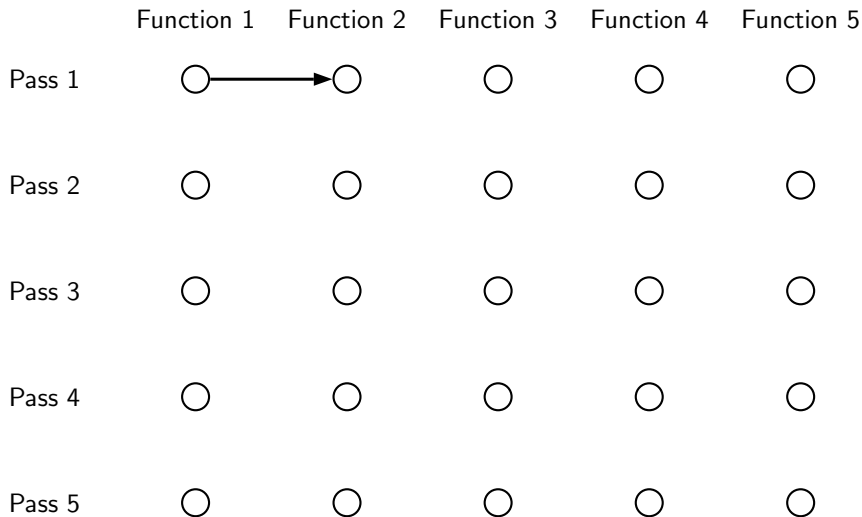 Function 1 Function 2 Function 3 Function 4 Function 5
Pass 1
Pass 2
Pass 3
Pass 4
Pass 5